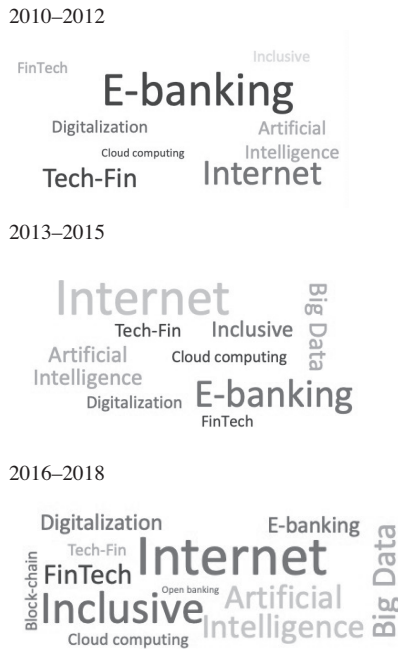 2010–2012
Inclusive
FinTech
E-banking
Digitalization
Artificial
Intelligence
Cloud computing
Tech-Fin
Internet
2013–2015
Internet
Big Data
Tech-Fin
Inclusive
Artificial
Intelligence
Cloud computing
Digitalization
E-banking
FinTech
2016–2018
Digitalization
E-banking
Big Data
Tech-Fin
Internet
Block-chain
FinTech
Open banking
Inclusive
Artificial
Intelligence
Cloud computing